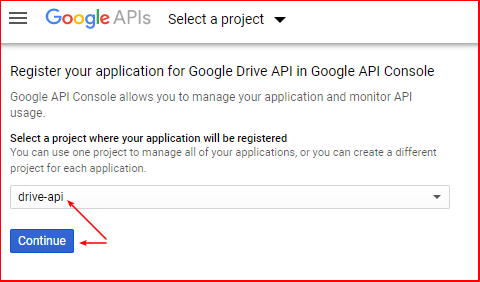 Google APIs Select a project
Register your application for Google Drive API in Google API Console
Google API Console allows you to manage your application and monitor API
usage.
Select a project where your application will be registered
You can use one project to manage all of your applications, or you can create a different
project for each application.
drive-api
Continue